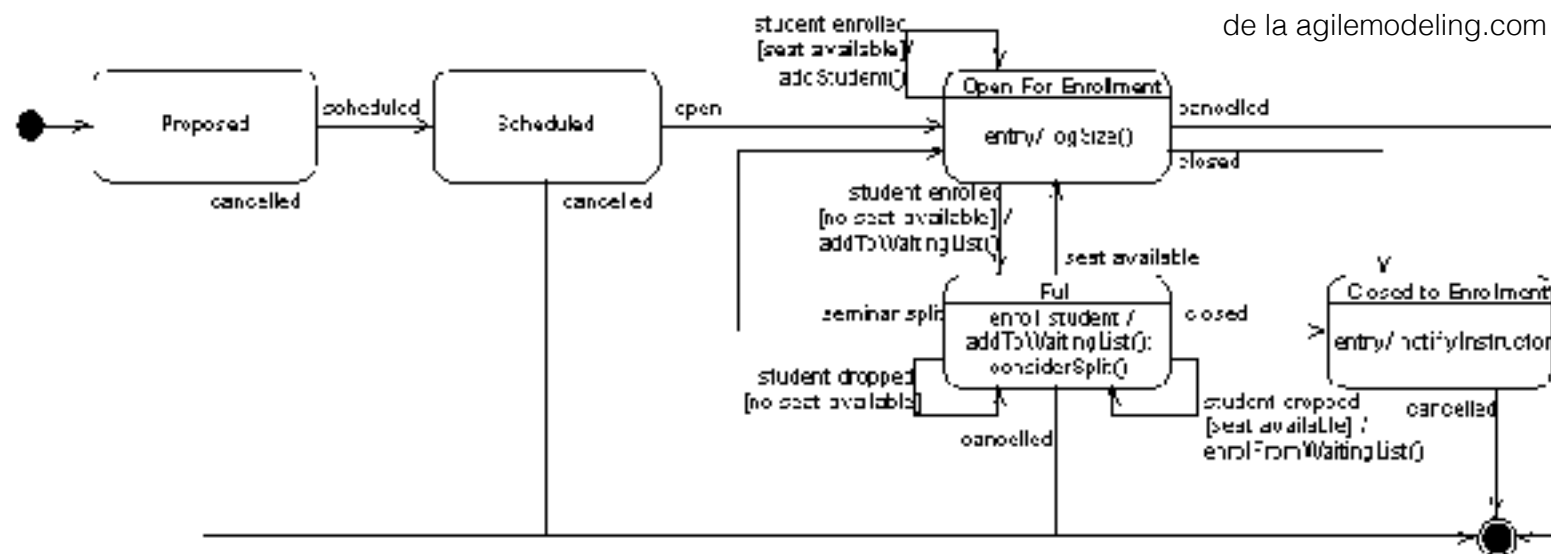 de la agilemodeling.com
student enrolled
[seat available] /
addStudent()
Proposed
scheduled
cancelled
Scheduled
open
cancelled
Open For Enrollment
entry/ logSize()
cancelled
closed
student enrolled
[no seat available] /
addToWaitingList()
seat available
seminar split
Full
enroll student /
addToWaitingList();
considerSplit()
closed
Closed to Enrollment
entry/ notifyInstructor
student dropped
[no seat available]
cancelled
student dropped
[seat available] /
enrolFromWaitingList()
cancelled